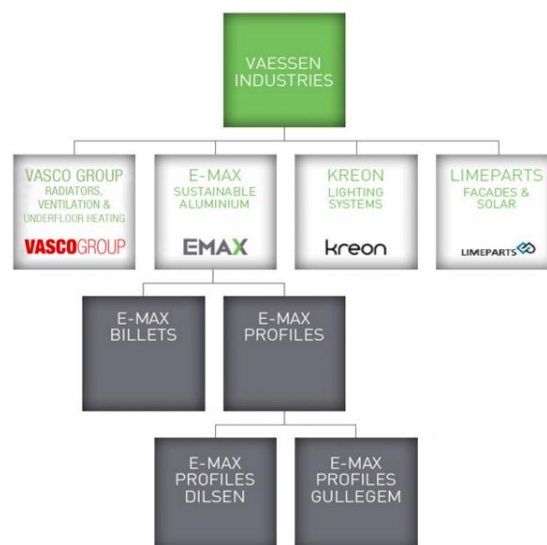 VAESSEN
INDUSTRIES
VASCO GROUP
RADIATORS,
VENTILATION &
UNDERFLOOR HEATING
VASCOGROUP
E-MAX
SUSTAINABLE
ALUMINIUM
EMAX
KREON
LIGHTING
SYSTEMS
kreon
LIMEPARTS
FACADES &
SOLAR
LIMEPARTS
E-MAX
BILLETS
E-MAX
PROFILES
E-MAX
PROFILES
DILSEN
E-MAX
PROFILES
GULLEGEM